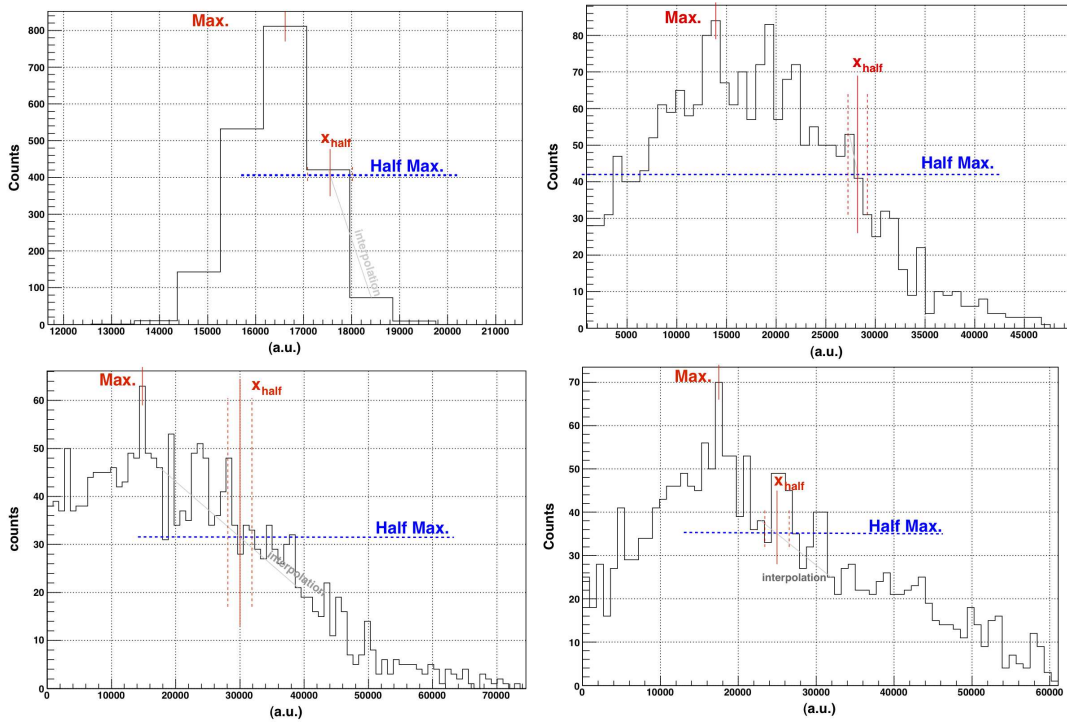 Max.
800
700
600
500
400
300
200
100
0
Counts
x_half
Half Max.
interpolation
12000 13000 14000 15000 16000 17000 18000 19000 20000 21000
(a.u.)
Max.
80
70
60
50
40
30
20
10
0
Counts
x_half
Half Max.
5000 10000 15000 20000 25000 30000 35000 40000 45000
(a.u.)
Max.
60
50
40
30
20
10
0
counts
x_half
Half Max.
interpolation
0 10000 20000 30000 40000 50000 60000 70000
(a.u.)
Max.
70
60
50
40
30
20
10
0
Counts
x_half
Half Max.
interpolation
0 10000 20000 30000 40000 50000 60000
(a.u.)